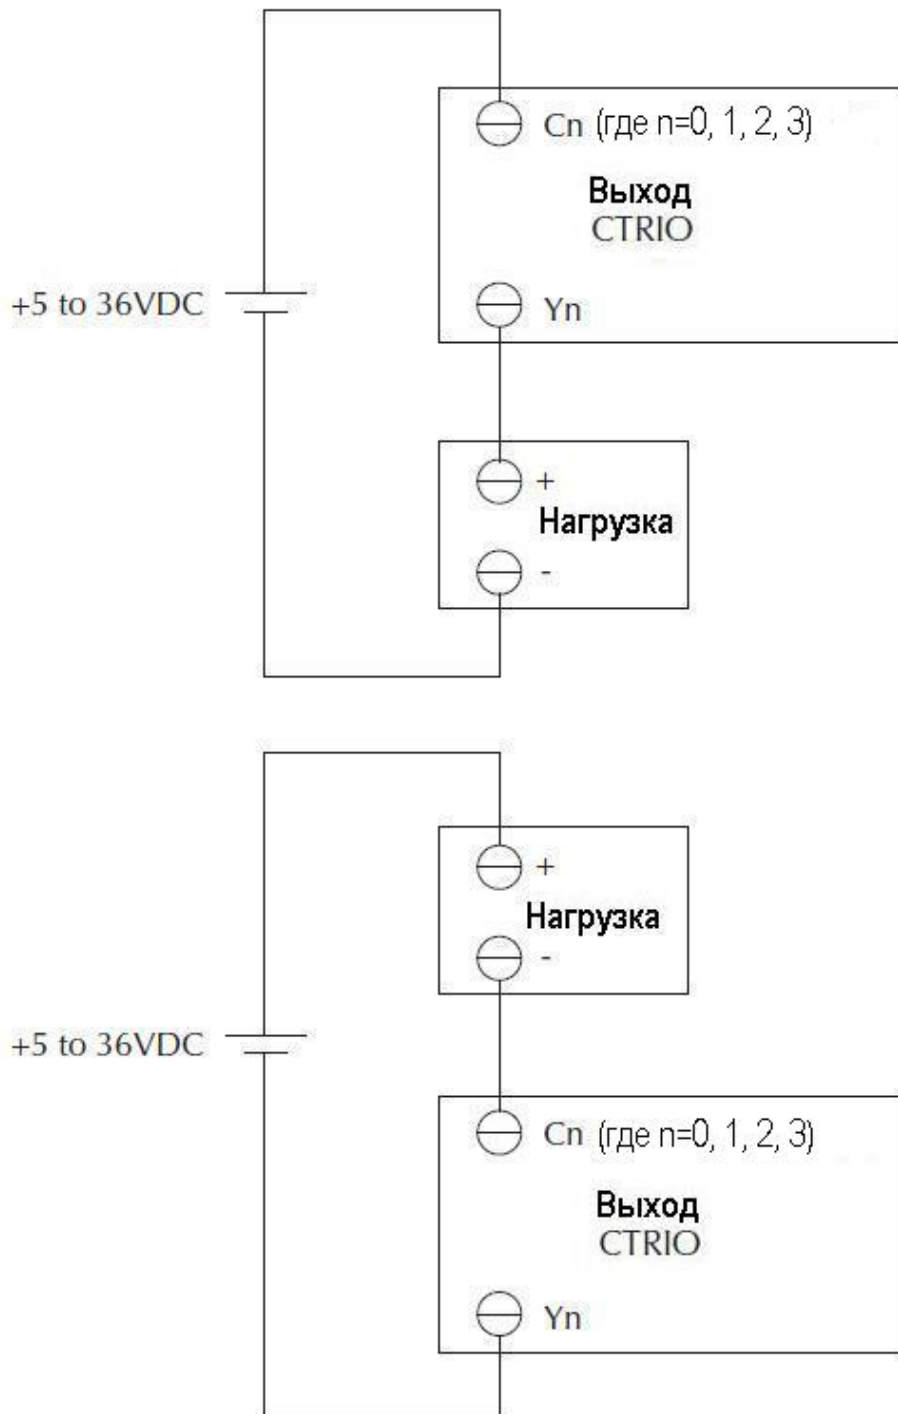 Cn (где n=0, 1, 2, 3)
Выход
CTRIO
+5 to 36VDC
Yn
+
Нагрузка
-
+
Нагрузка
-
+5 to 36VDC
Cn (где n=0, 1, 2, 3)
Выход
CTRIO
Yn